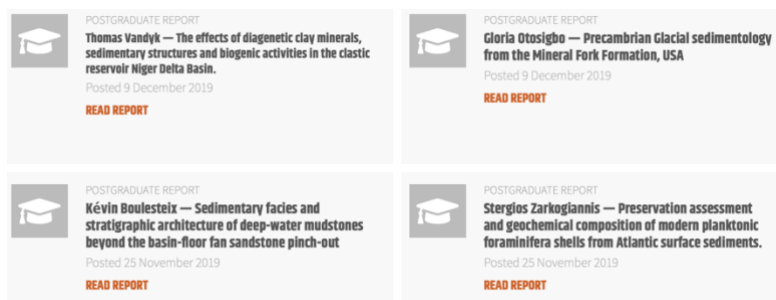 POSTGRADUATE REPORT
Thomas Vandyk — The effects of diagenetic clay minerals,
sedimentary structures and biogenic activities in the clastic
reservoir Niger Delta Basin.
Posted 9 December 2019
READ REPORT
POSTGRADUATE REPORT
Gloria Otosigbo — Precambrian Glacial sedimentology
from the Mineral Fork Formation, USA
Posted 9 December 2019
READ REPORT
POSTGRADUATE REPORT
Kévin Boulesteix — Sedimentary facies and
stratigraphic architecture of deep-water mudstones
beyond the basin-floor fan sandstone pinch-out
Posted 25 November 2019
READ REPORT
POSTGRADUATE REPORT
Stergios Zarkogiannis — Preservation assessment
and geochemical composition of modern planktonic
foraminifera shells from Atlantic surface sediments.
Posted 25 November 2019
READ REPORT